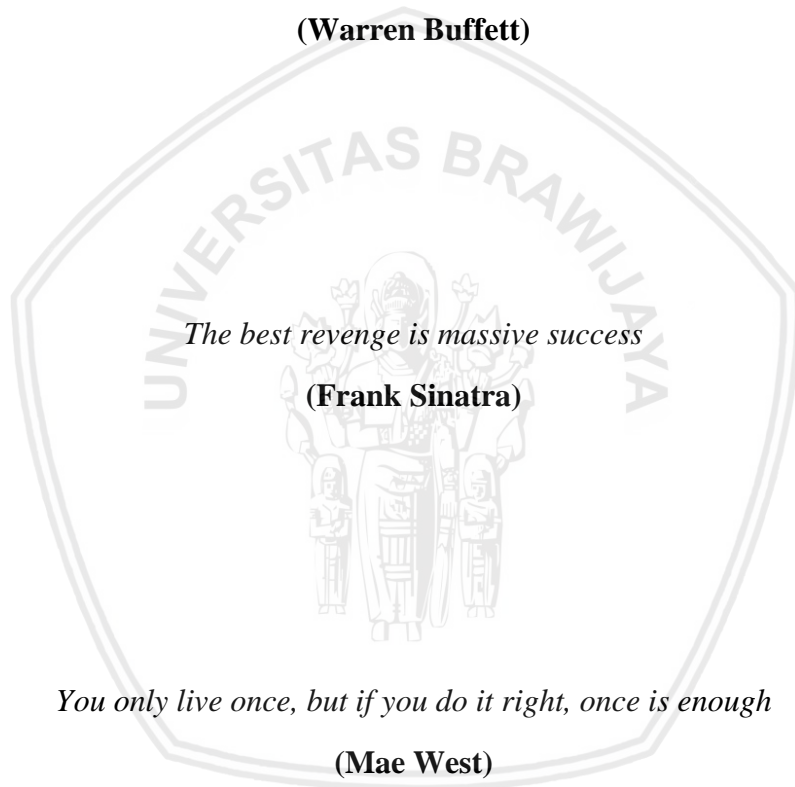 (Warren Buffett)
UNIVERSITAS BRAWIJAYA
The best revenge is massive success
(Frank Sinatra)
You only live once, but if you do it right, once is enough
(Mae West)